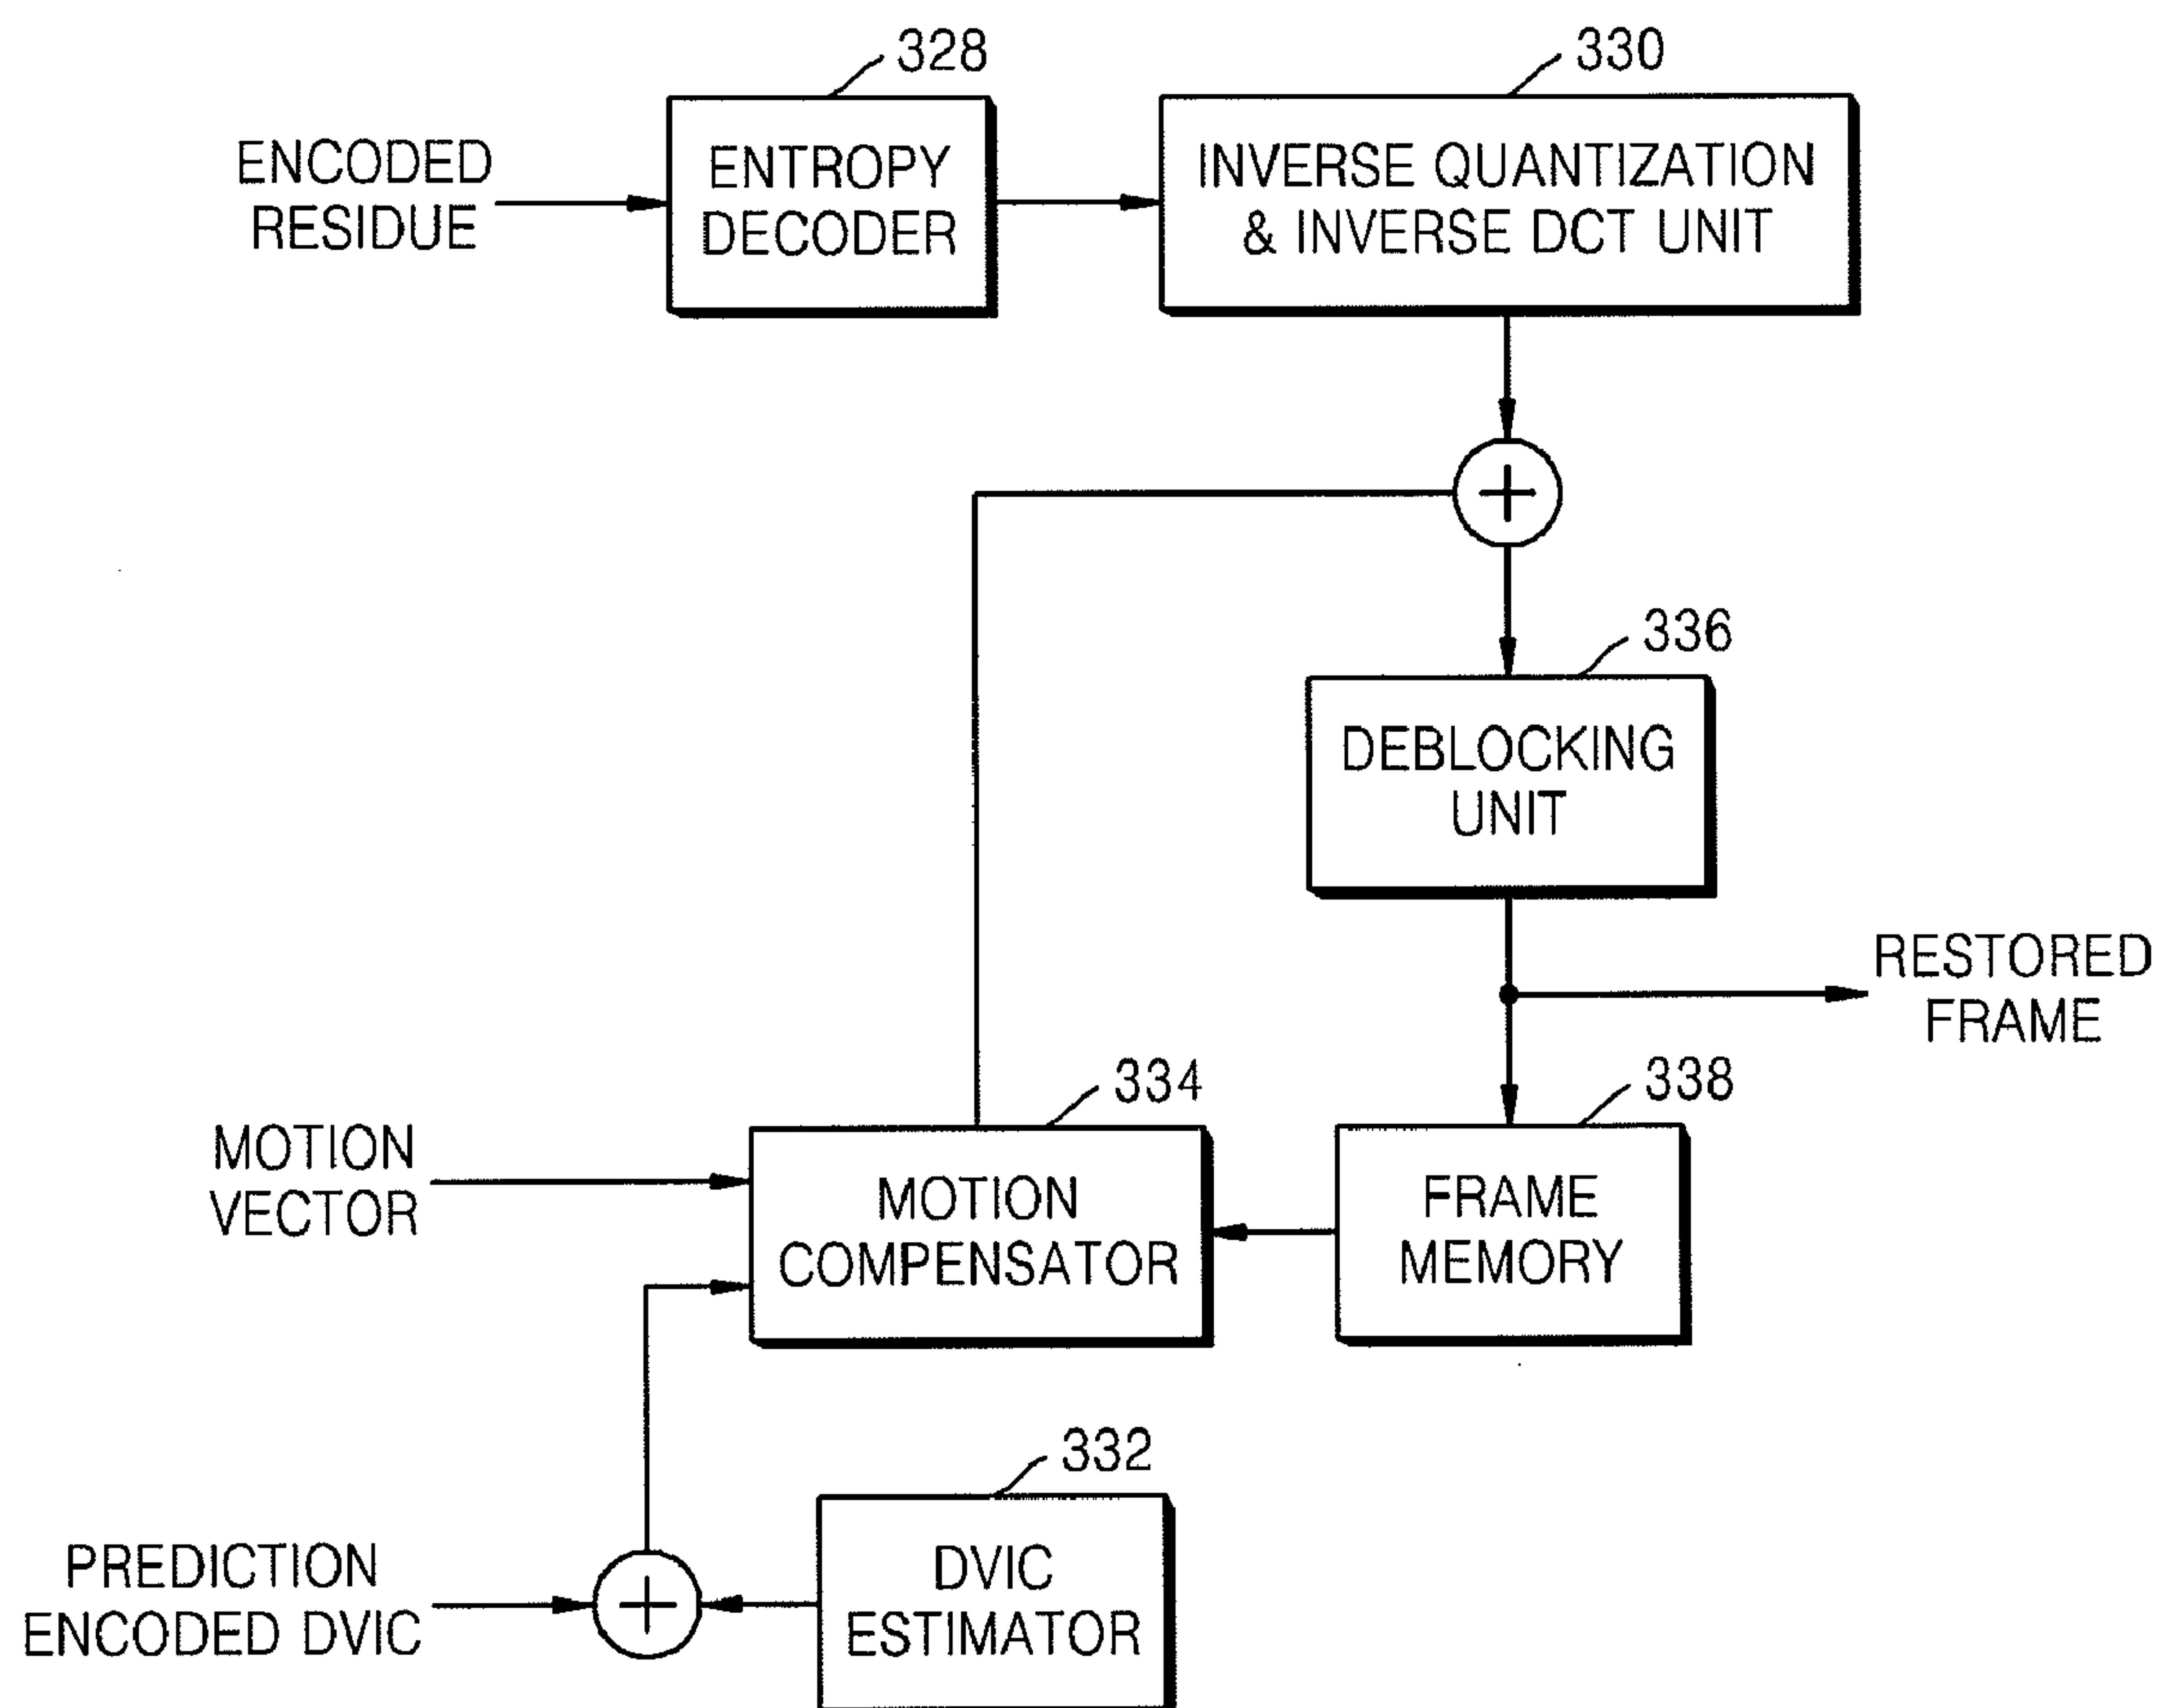 328
330
ENCODED
RESIDUE
ENTROPY
DECODER
INVERSE QUANTIZATION
& INVERSE DCT UNIT
+
336
DEBLOCKING
UNIT
RESTORED
FRAME
334
338
MOTION
VECTOR
MOTION
COMPENSATOR
FRAME
MEMORY
332
PREDICTION
ENCODED DVIC
+
DVIC
ESTIMATOR